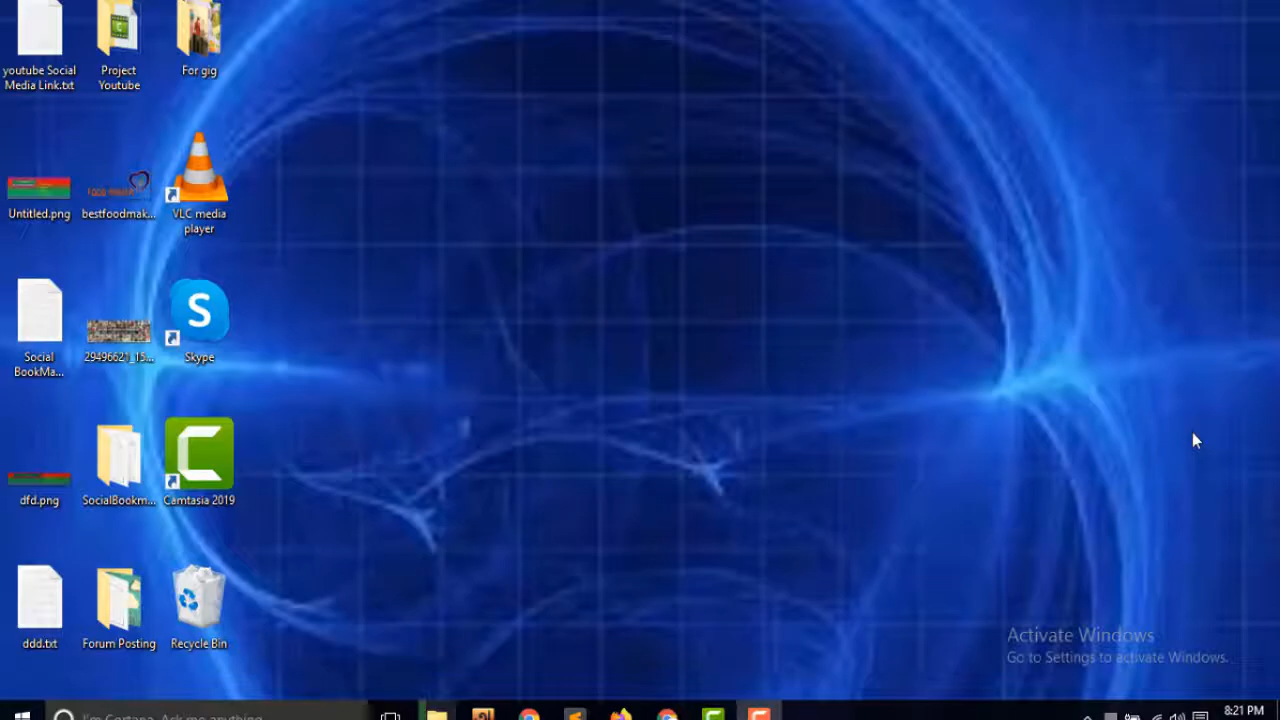 youtube Social
Media Link.txt
Project
Youtube
For gig
Untitled.png
bestfoodmak...
VLC media
player
Social
BookMa...
29496621_15...
S
Skype
dfd.png
SocialBookm...
C
Camtasia 2019
ddd.txt
Forum Posting
Recycle Bin
Activate Windows
Go to Settings to activate Windows.
I'm Cortana. Ask me anything.
8:21 PM